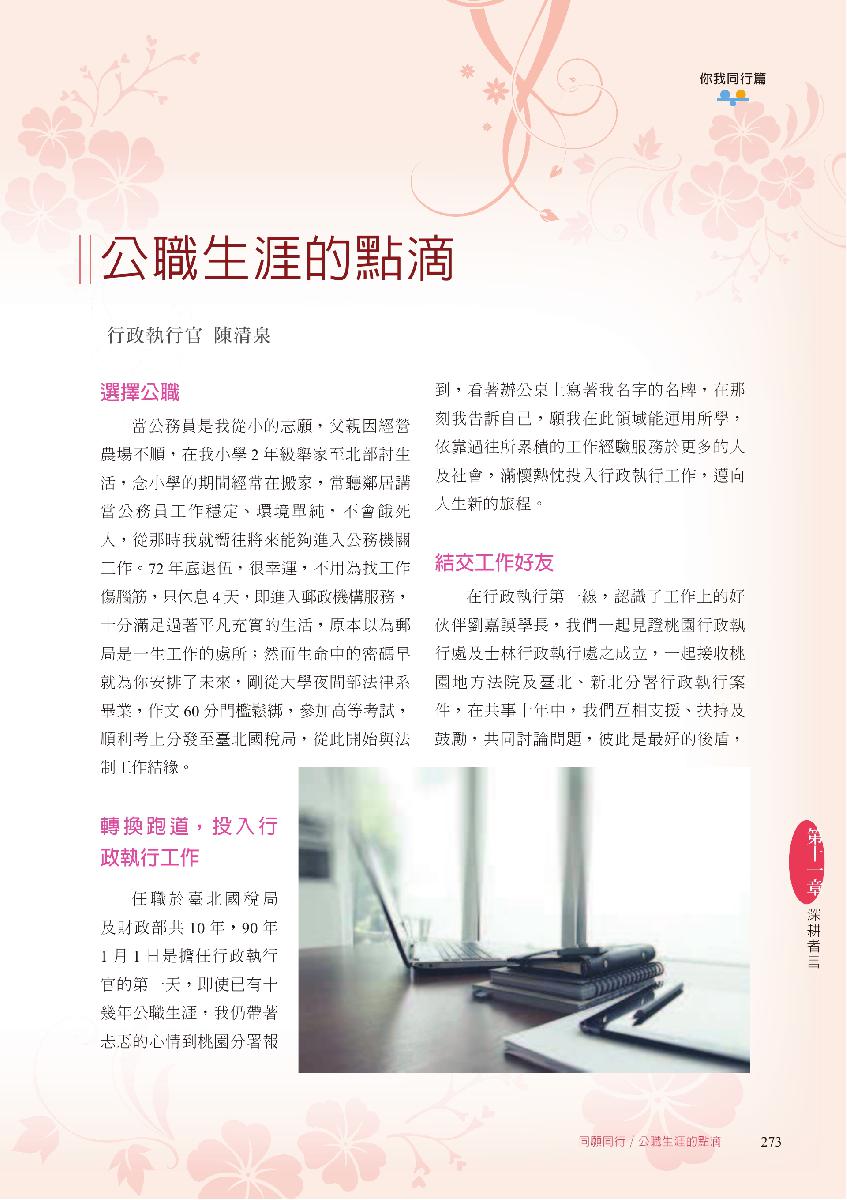 你我同行篇
公職生涯的點滴
行政執行官 陳清泉
選擇公職
當公務員是我從小的志願，父親因經營
農場不順，在我小學 2 年級舉家至北部討生
活，念小學的期間經常在搬家，常聽鄰居講
當公務員工作穩定、環境單純，不會餓死
人，從那時我就嚮往將來能夠進入公務機關
工作。72 年底退伍，很幸運，不用為找工作
傷腦筋，只休息 4 天，即進入郵政機構服務，
一分滿足過著平凡充實的生活，原本以為郵
局是一生工作的處所；然而生命中的密碼早
就為你安排了未來，剛從大學夜間部法律系
畢業，作文 60 分門檻鬆綁，參加高等考試，
順利考上分發至臺北國稅局，從此開始與法
制工作結緣。
轉換跑道，投入行
政執行工作
任職於臺北國稅局
及財政部共 10 年，90 年
1 月 1 日是擔任行政執行
官的第一天，即使已有十
幾年公職生涯，我仍帶著
忐忑的心情到桃園分署報
到，看著辦公桌上寫著我名字的名牌，在那
刻我告訴自己，願我在此領域能運用所學，
依靠過往所累積的工作經驗服務於更多的人
及社會，滿懷熱忱投入行政執行工作，邁向
人生新的旅程。
結交工作好友
在行政執行第一線，認識了工作上的好
伙伴劉嘉謨學長，我們一起見證桃園行政執
行處及士林行政執行處之成立，一起接收桃
園地方法院及臺北、新北分署行政執行案
件，在共事十年中，我們互相支援、扶持及
鼓勵，共同討論問題，彼此是最好的後盾，
第十一章
深耕者三
同願同行 / 公職生涯的點滴 273